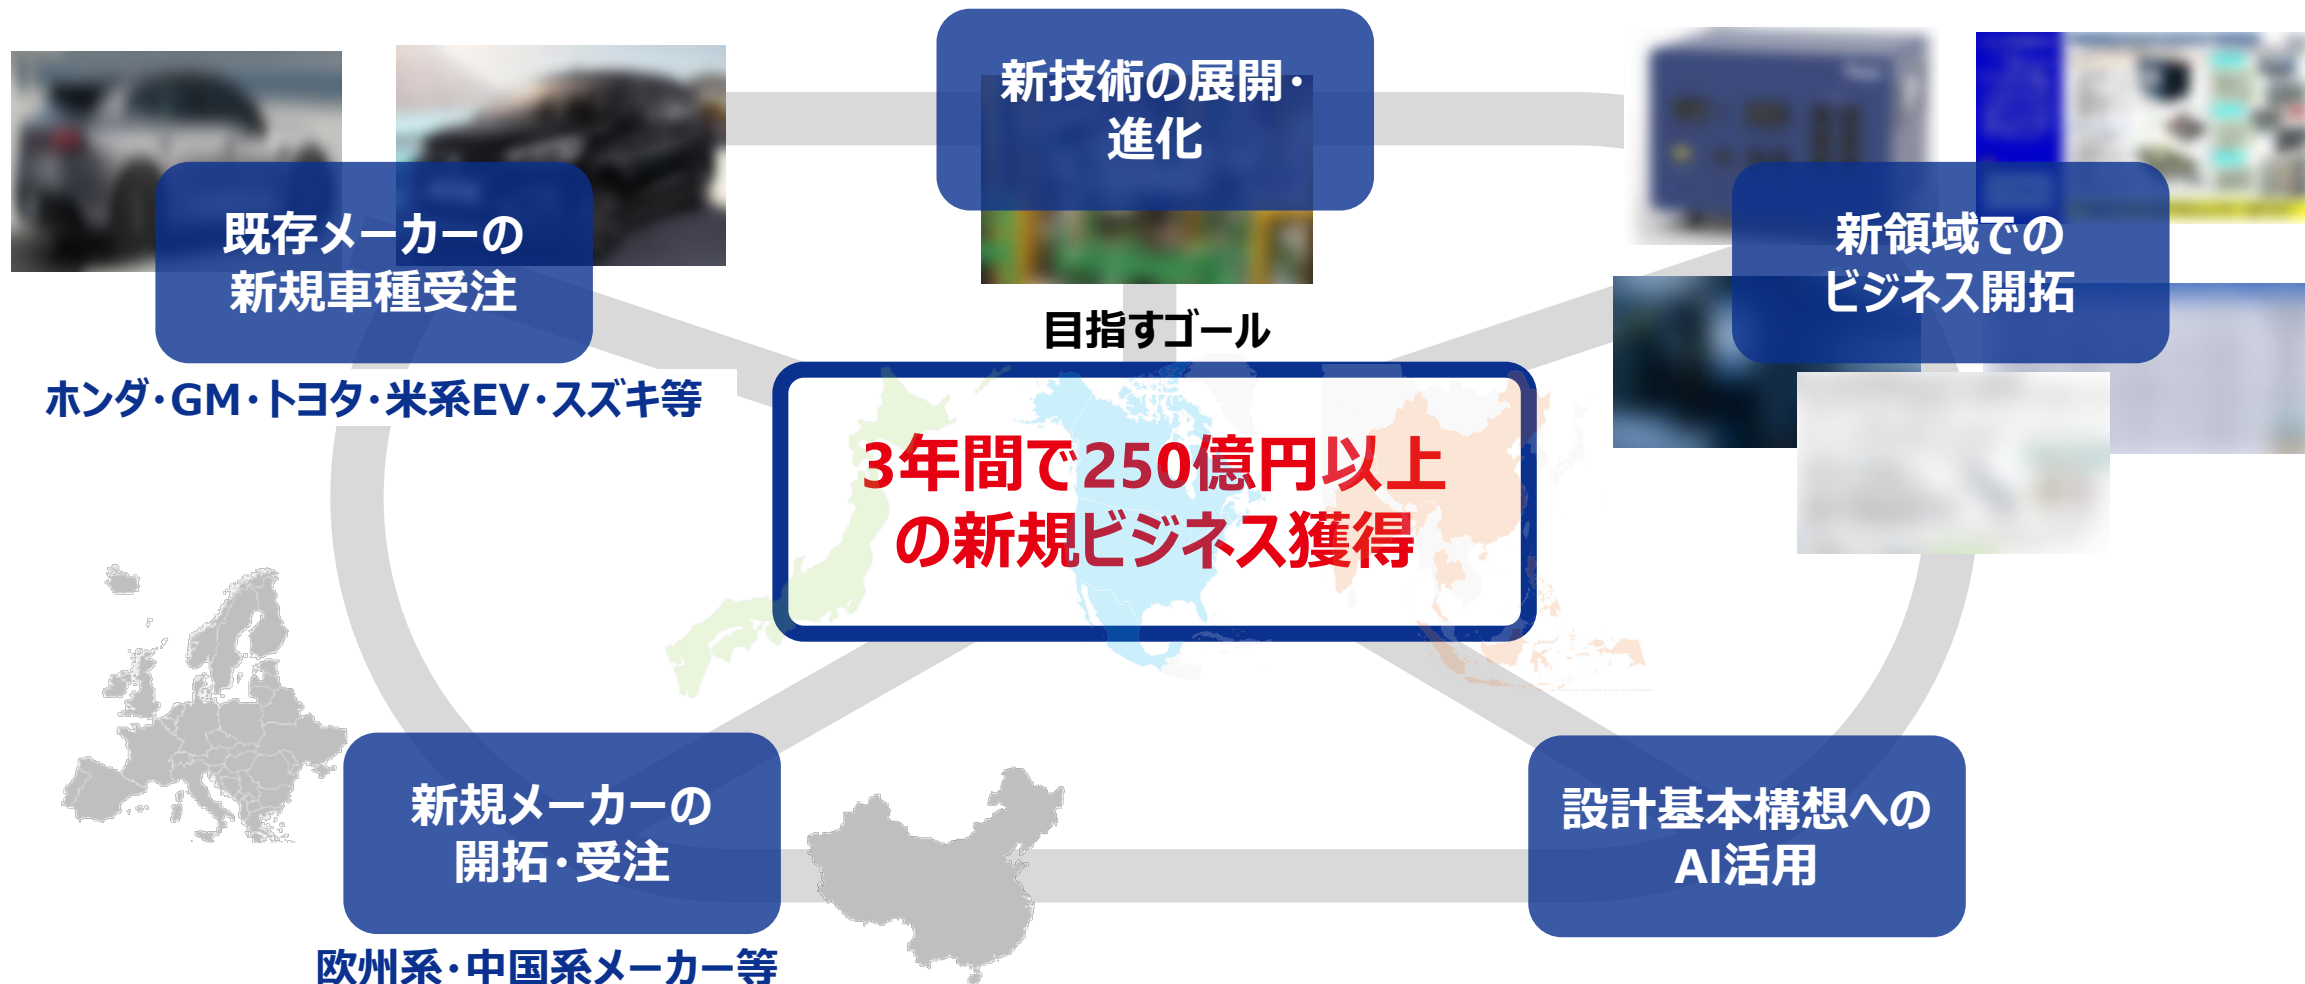 新技術の展開・
進化
既存メーカーの
新規車種受注
ホンダ・GM・トヨタ・米系EV・スズキ等
新領域での
ビジネス開拓
目指すゴール
3年間で250億円以上
の新規ビジネス獲得
新規メーカーの
開拓・受注
欧州系・中国系メーカー等
設計基本構想への
AI活用